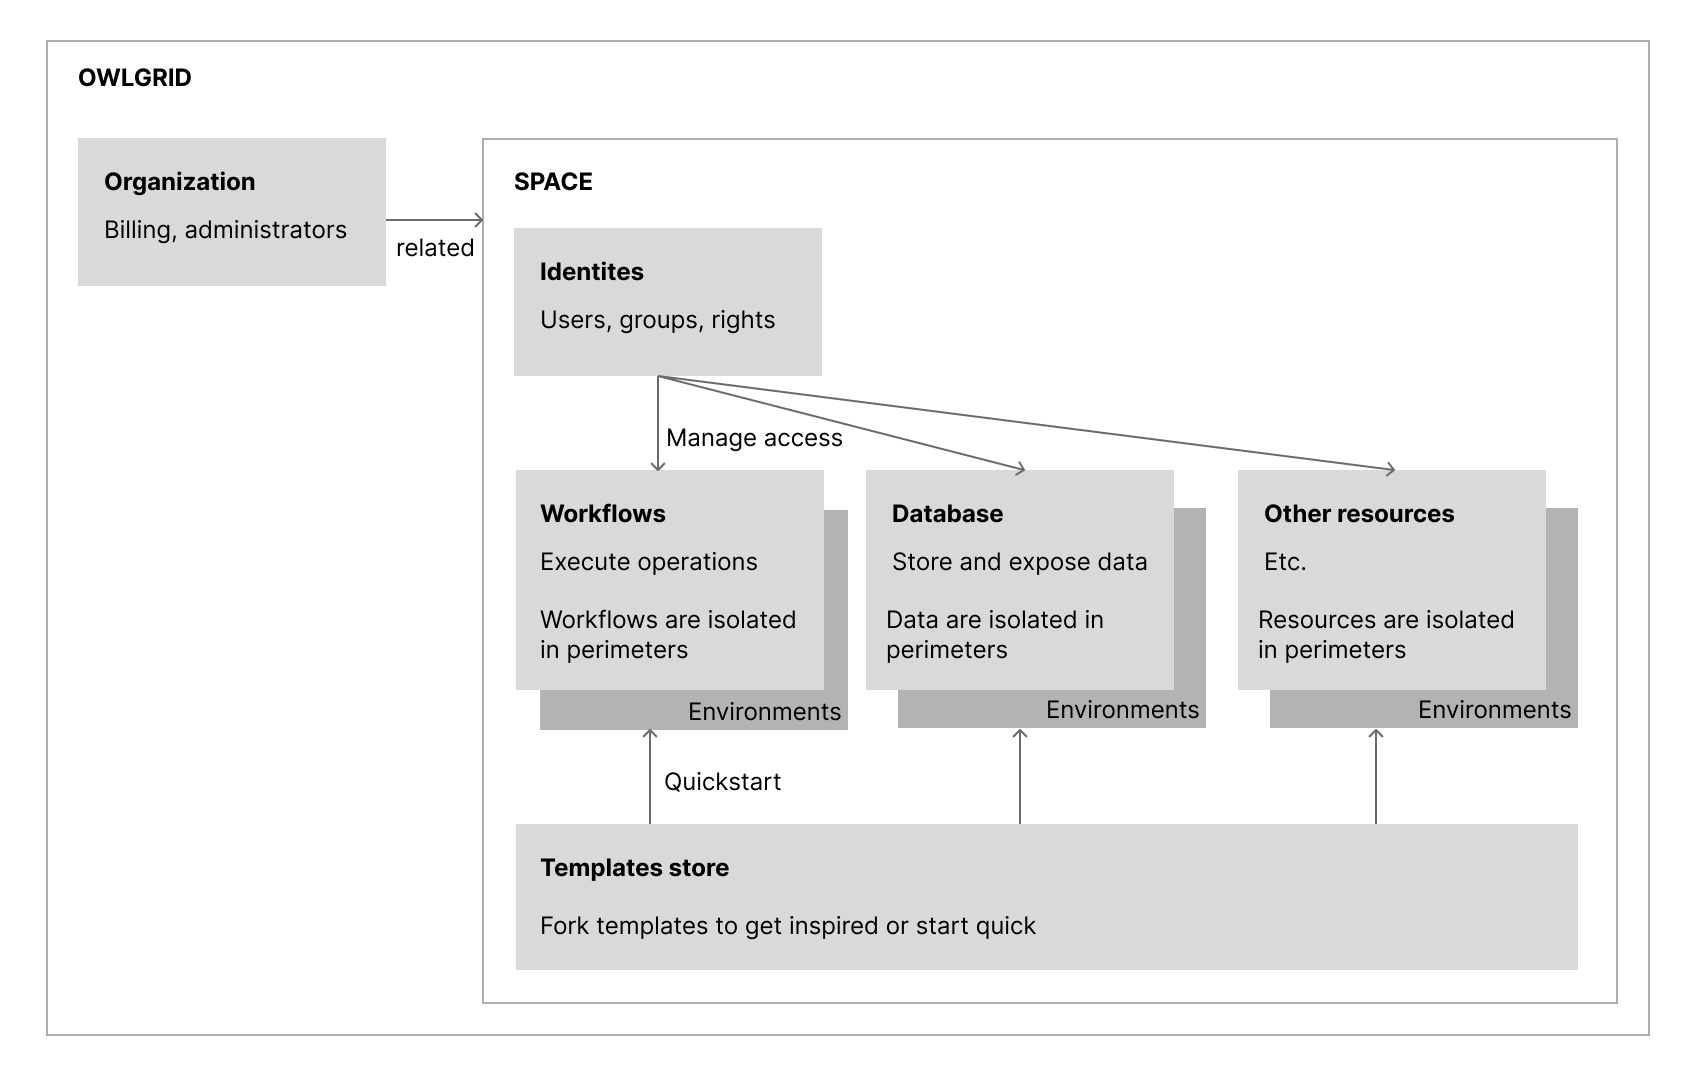 OWLGRID
Organization
Billing, administrators
related
SPACE
Identites
Users, groups, rights
Manage access
Workflows
Execute operations
Workflows are isolated
in perimeters
Environments
Database
Store and expose data
Data are isolated in
perimeters
Environments
Other resources
Etc.
Resources are isolated
in perimeters
Environments
Quickstart
Templates store
Fork templates to get inspired or start quick